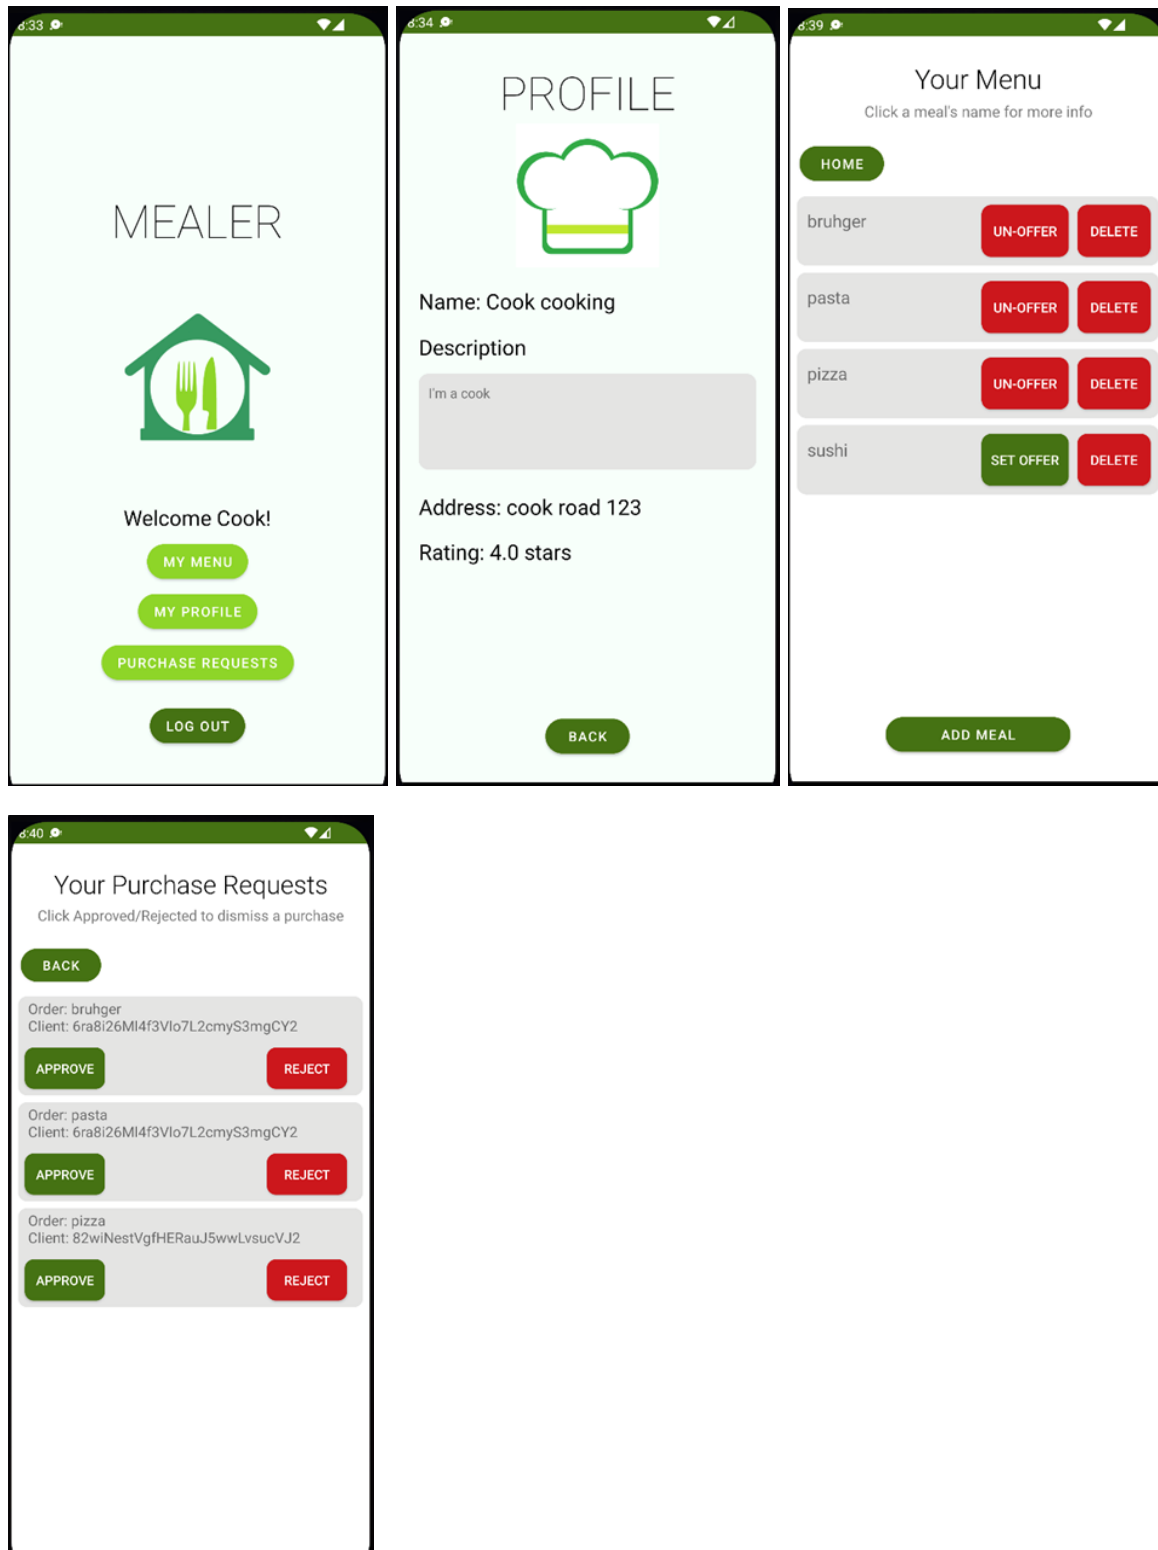 8:33
MEALER
Welcome Cook!
MY MENU
MY PROFILE
PURCHASE REQUESTS
LOG OUT
8:34
PROFILE
Name: Cook cooking
Description
I'm a cook
Address: cook road 123
Rating: 4.0 stars
BACK
8:39
Your Menu
Click a meal's name for more info
HOME
bruhger UN-OFFER DELETE
pasta UN-OFFER DELETE
pizza UN-OFFER DELETE
sushi SET OFFER DELETE
ADD MEAL
8:40
Your Purchase Requests
Click Approved/Rejected to dismiss a purchase
BACK
Order: bruhger
Client: 6ra8i26Ml4f3Vlo7L2cmyS3mgCY2
APPROVE REJECT
Order: pasta
Client: 6ra8i26Ml4f3Vlo7L2cmyS3mgCY2
APPROVE REJECT
Order: pizza
Client: 82wiNestVgfHERauJ5wwLvsucVJ2
APPROVE REJECT